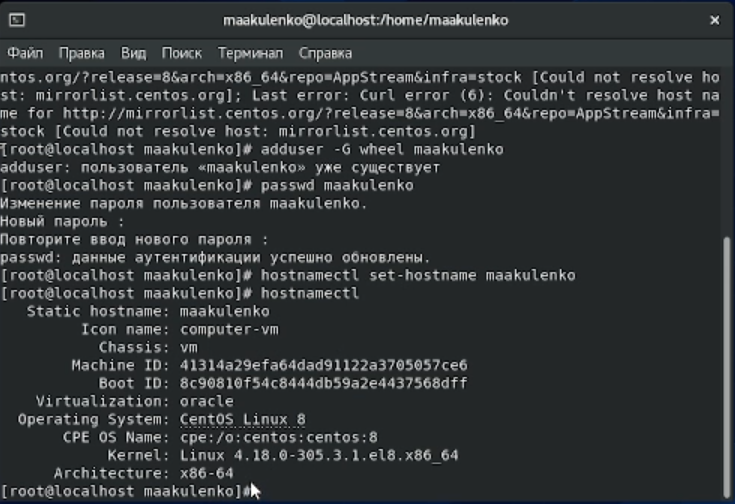 maakulenko@localhost:/home/maakulenko
Файл Правка Вид Поиск Терминал Справка
ntos.org/?release=8&arch=x86_64&repo=AppStream&infra=stock [Could not resolve ho
st: mirrorlist.centos.org]; Last error: Curl error (6): Couldn't resolve host na
me for http://mirrorlist.centos.org/?release=8&arch=x86_64&repo=AppStream&infra=
stock [Could not resolve host: mirrorlist.centos.org]
[root@localhost maakulenko]# adduser -G wheel maakulenko
adduser: пользователь «maakulenko» уже существует
[root@localhost maakulenko]# passwd maakulenko
Изменение пароля пользователя maakulenko.
Новый пароль :
Повторите ввод нового пароля :
passwd: данные аутентификации успешно обновлены.
[root@localhost maakulenko]# hostnamectl set-hostname maakulenko
[root@localhost maakulenko]# hostnamectl
Static hostname: maakulenko
Icon name: computer-vm
Chassis: vm
Machine ID: 41314a29efa64dad91122a3705057ce6
Boot ID: 8c90810f54c8444db59a2e4437568dff
Virtualization: oracle
Operating System: CentOS Linux 8
CPE OS Name: cpe:/o:centos:centos:8
Kernel: Linux 4.18.0-305.3.1.el8.x86_64
Architecture: x86-64
[root@localhost maakulenko]#